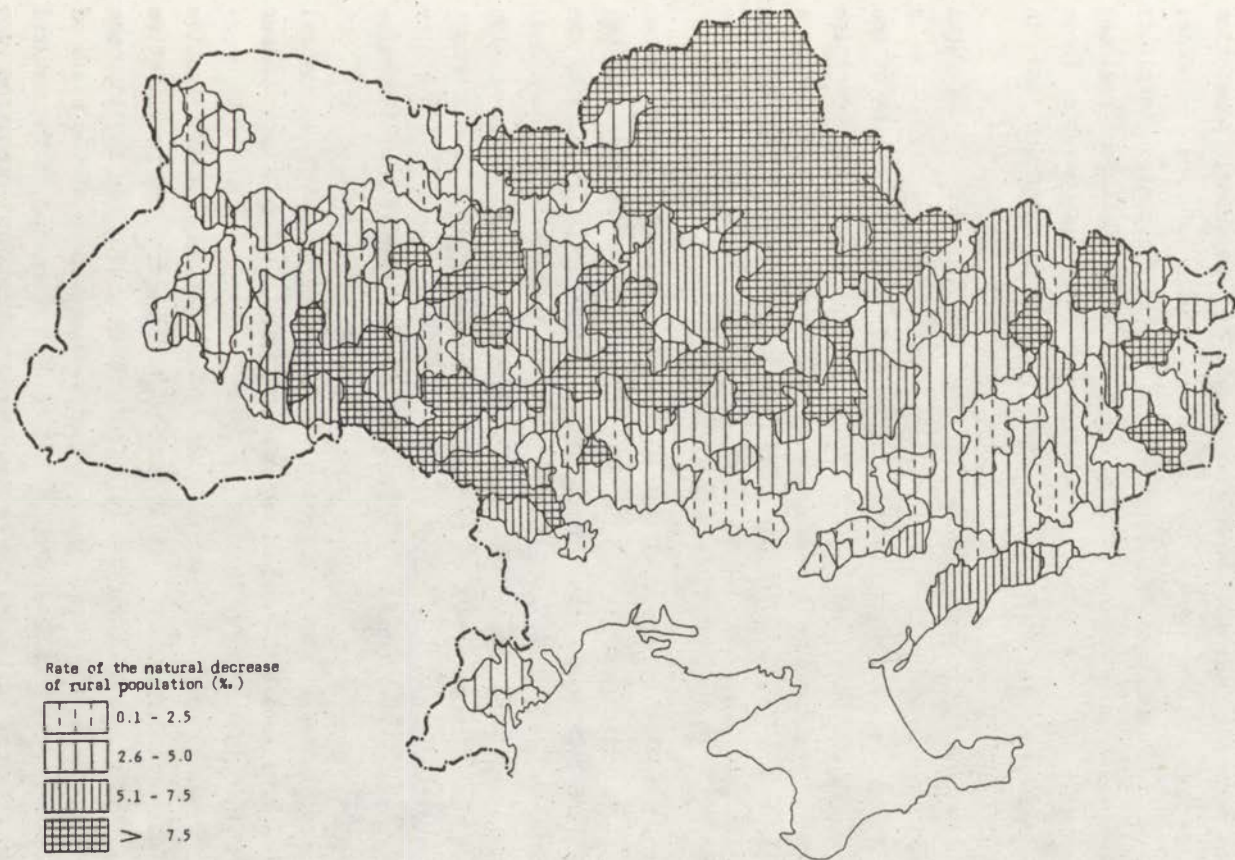 Rate of the natural decrease
of rural population (‰)
0.1 - 2.5
2.6 - 5.0
5.1 - 7.5
> 7.5